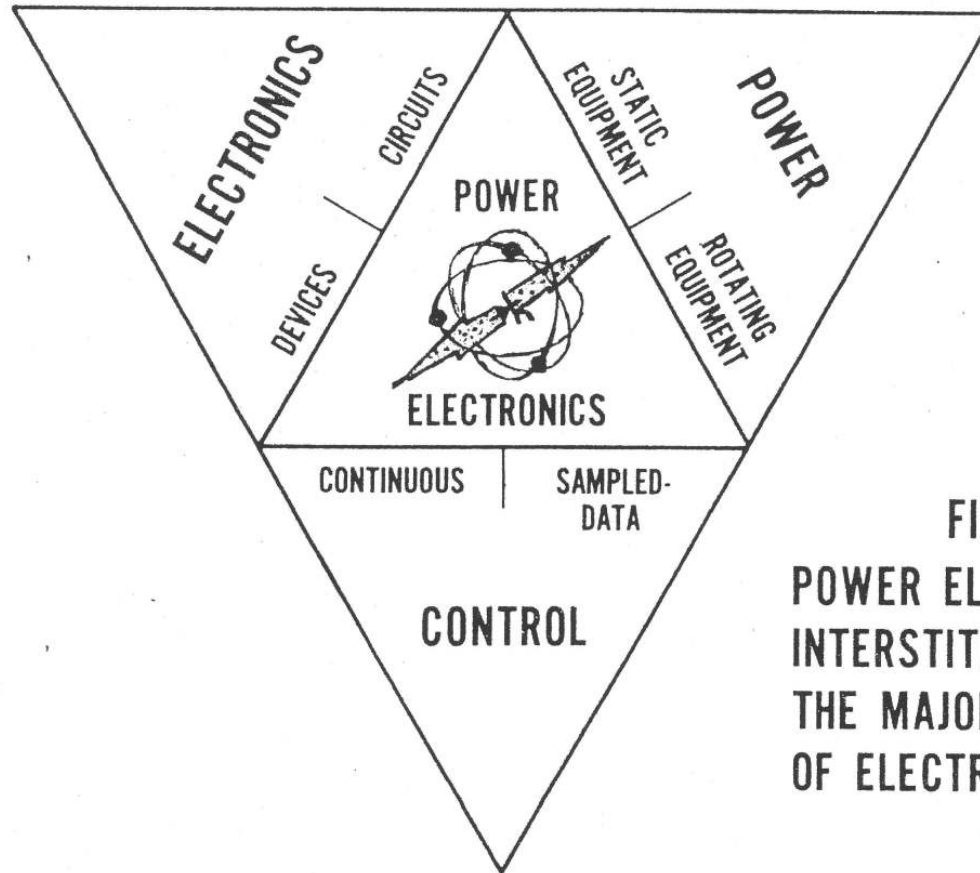 ELECTRONICS
CIRCUITS
DEVICES
STATIC
EQUIPMENT
POWER
ROTATING
EQUIPMENT
POWER
ELECTRONICS
CONTINUOUS
SAMPLED-
DATA
CONTROL
FI
POWER EL
INTERSTIT
THE MAJO
OF ELECTR